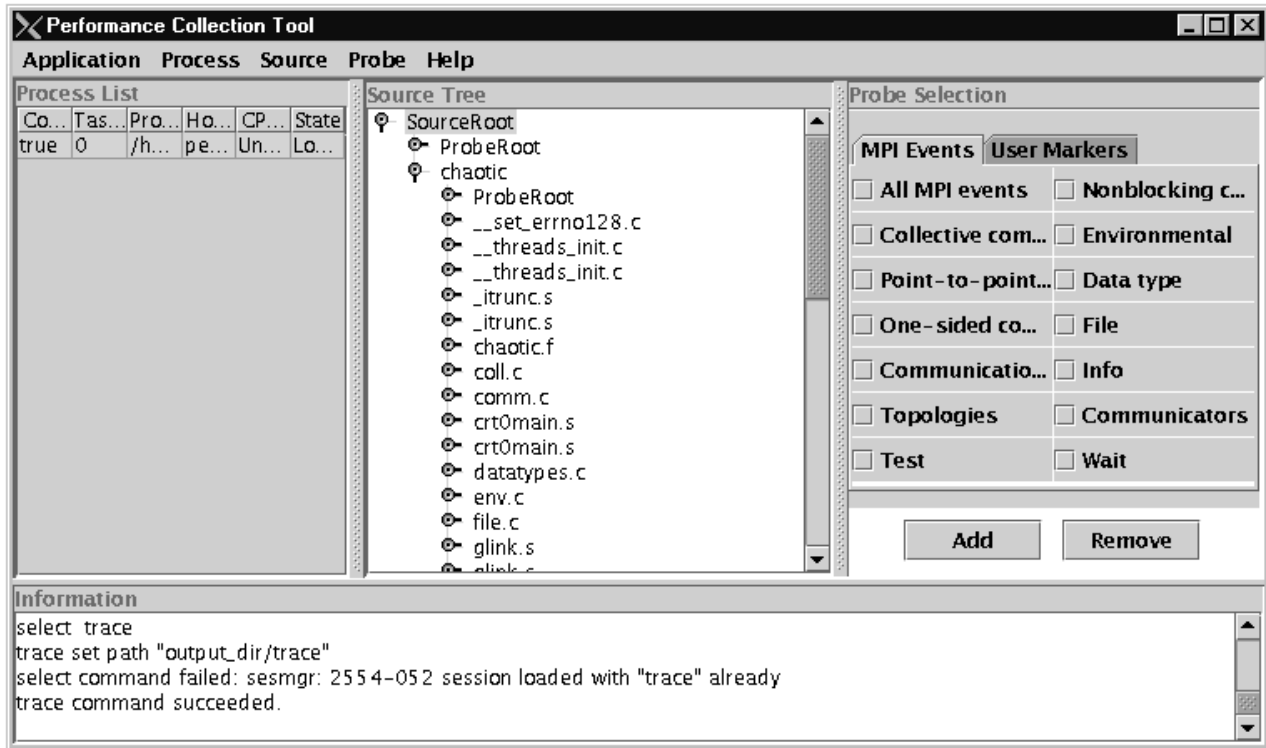 Performance Collection Tool
Application Process Source Probe Help
Process List
Co... Tas... Pro... Ho... CP... State
true 0 /h... pe... Un... Lo...
Source Tree
SourceRoot
ProbeRoot
chaotic
ProbeRoot
__set_errno128.c
__threads_init.c
__threads_init.c
_itrunc.s
_itrunc.s
chaotic.f
coll.c
comm.c
crt0main.s
crt0main.s
datatypes.c
env.c
file.c
glink.s
Probe Selection
MPI Events User Markers
All MPI events Nonblocking c...
Collective com... Environmental
Point-to-point... Data type
One-sided co... File
Communicatio... Info
Topologies Communicators
Test Wait
Add Remove
Information
select trace
trace set path "output_dir/trace"
select command failed: sesmgr: 2554-052 session loaded with "trace" already
trace command succeeded.